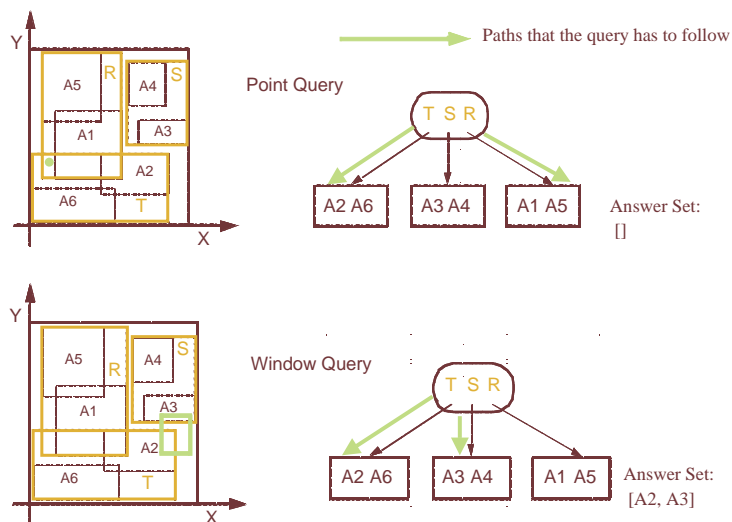 Paths that the query has to follow
Y
R
S
A5
A4
A1
A3
A2
A6
T
X
Point Query
T S R
A2 A6
A3 A4
A1 A5
Answer Set:
[]
Y
R
S
A5
A4
A1
A3
A2
A6
T
X
Window Query
T S R
A2 A6
A3 A4
A1 A5
Answer Set:
[A2, A3]